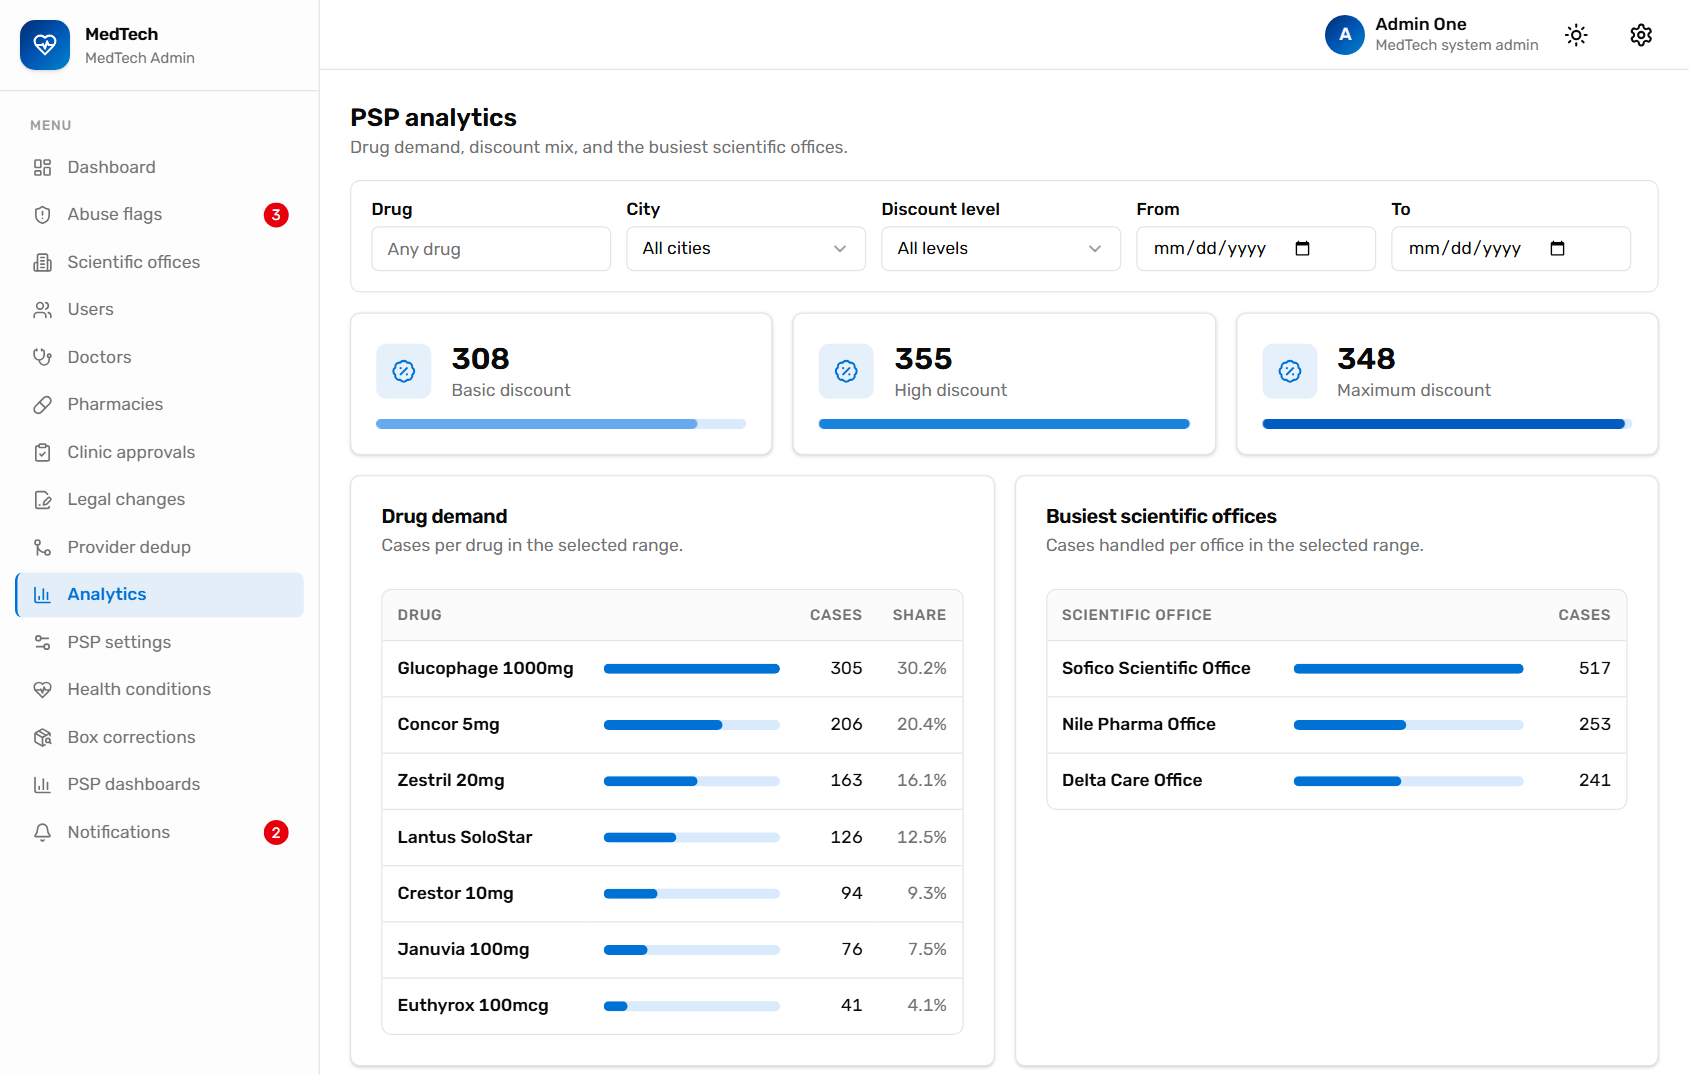 MedTech
MedTech Admin
MENU
Dashboard
Abuse flags 3
Scientific offices
Users
Doctors
Pharmacies
Clinic approvals
Legal changes
Provider dedup
Analytics
PSP settings
Health conditions
Box corrections
PSP dashboards
Notifications 2
A
Admin One
MedTech system admin
PSP analytics
Drug demand, discount mix, and the busiest scientific offices.
Drug City Discount level From To
Any drug All cities All levels mm/dd/yyyy mm/dd/yyyy
308
Basic discount
355
High discount
348
Maximum discount
Drug demand
Cases per drug in the selected range.
DRUG CASES SHARE
Glucophage 1000mg 305 30.2%
Concor 5mg 206 20.4%
Zestril 20mg 163 16.1%
Lantus SoloStar 126 12.5%
Crestor 10mg 94 9.3%
Januvia 100mg 76 7.5%
Euthyrox 100mcg 41 4.1%
Busiest scientific offices
Cases handled per office in the selected range.
SCIENTIFIC OFFICE CASES
Sofico Scientific Office 517
Nile Pharma Office 253
Delta Care Office 241